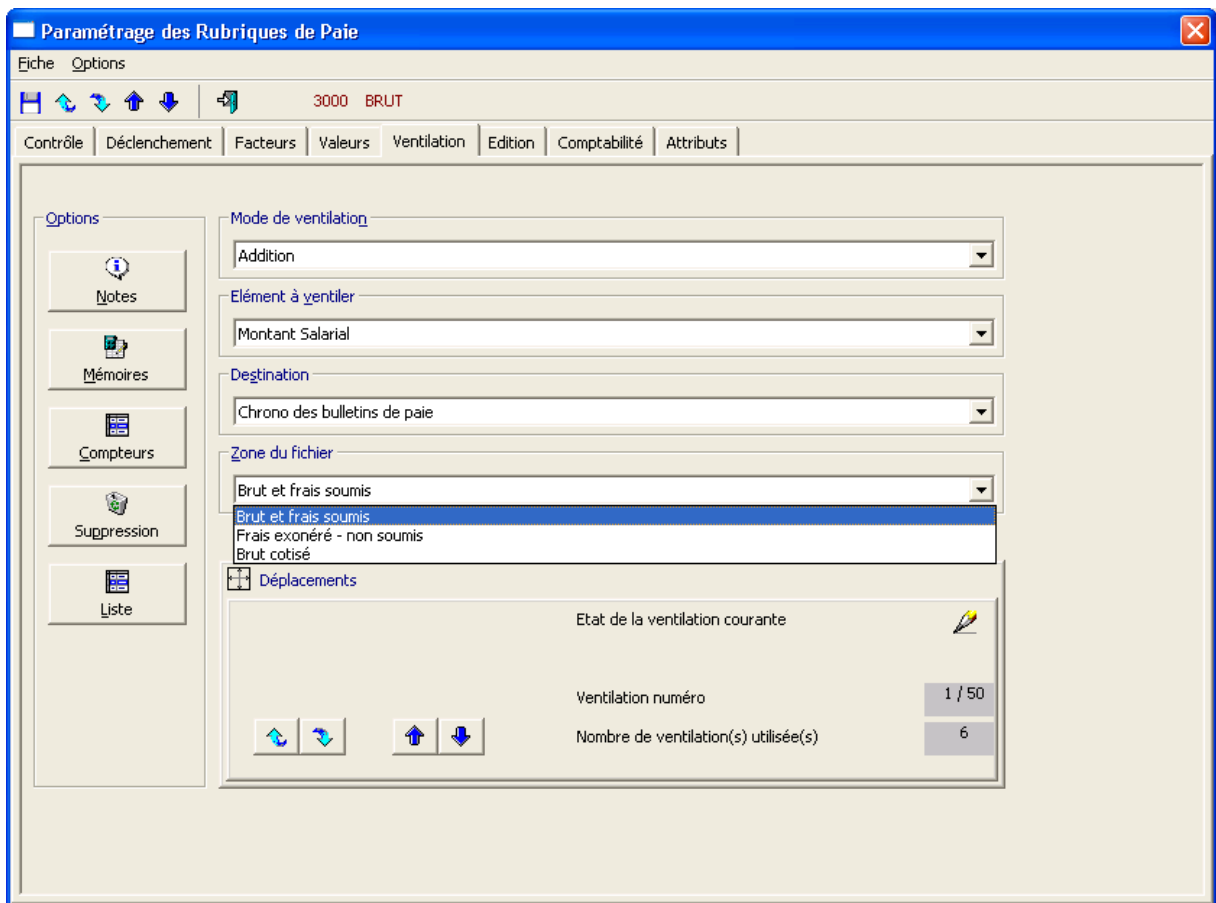 Paramétrage des Rubriques de Paie
Fiche Options
3000 BRUT
Contrôle Déclenchement Facteurs Valeurs Ventilation Edition Comptabilité Attributs
Options
Notes
Mémoires
Compteurs
Suppression
Liste
Mode de ventilation
Addition
Elément à ventiler
Montant Salarial
Destination
Chrono des bulletins de paie
Zone du fichier
Brut et frais soumis
Brut et frais soumis
Frais exonéré - non soumis
Brut cotisé
Déplacements
Etat de la ventilation courante
Ventilation numéro 1 / 50
Nombre de ventilation(s) utilisée(s) 6